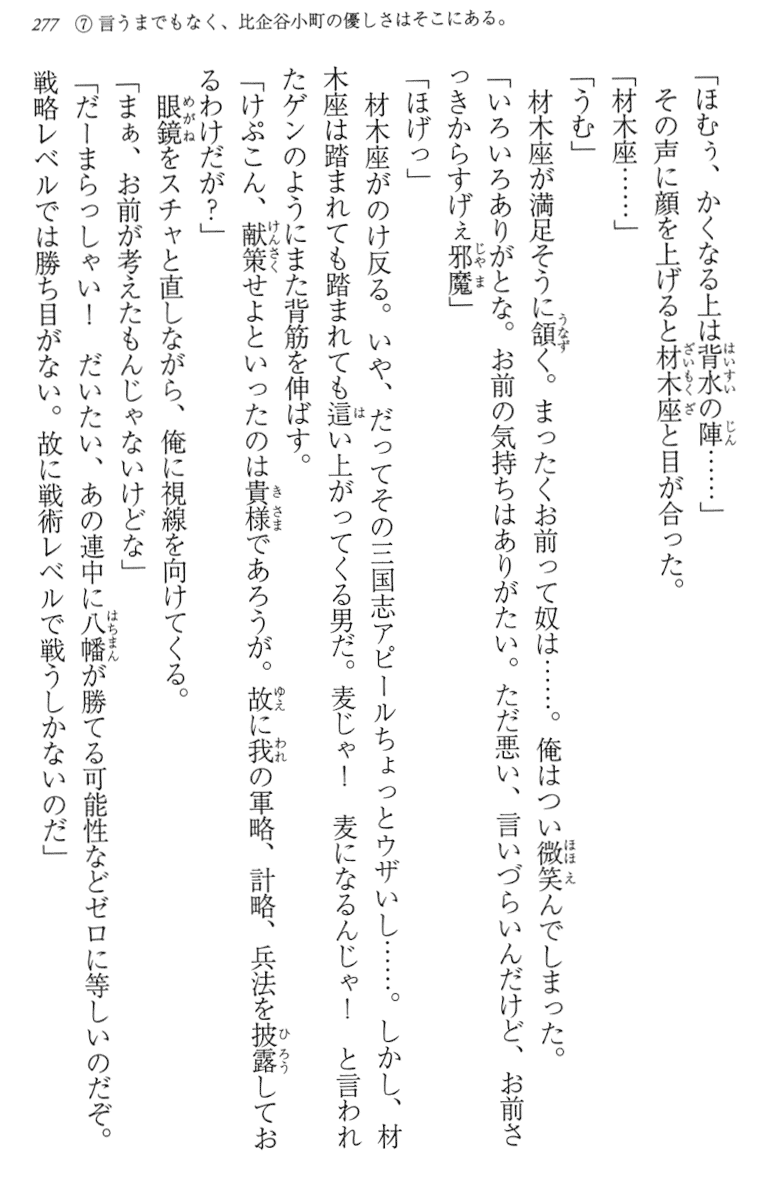 277 ⑦ 言うまでもなく、比企谷小町の優しさはそこにある。
「ほむぅ、かくなる上は背水の陣……」
その声に顔を上げると材木座と目が合った。
「材木座……」
「うむ」
材木座が満足そうに頷く。まったくお前って奴は……。俺はつい微笑んでしまった。
「いろいろありがとな。お前の気持ちはありがたい。ただ悪い、言いづらいんだけど、お前さ
っきからすげぇ邪魔」
「ほげっ」
材木座がのけ反る。いや、だってその三国志アピールちょっとウザいし……。しかし、材
木座は踏まれても踏まれても這い上がってくる男だ。麦じゃ！　麦になるんじゃ！　と言われ
たゲンのようにまた背筋を伸ばす。
「けぷこん、献策せよといったのは貴様であろうが。故に我の軍略、計略、兵法を披露してお
るわけだが？」
眼鏡をスチャと直しながら、俺に視線を向けてくる。
「まぁ、お前が考えたもんじゃないけどな」
「だーまらっしゃい！　だいたい、あの連中に八幡が勝てる可能性などゼロに等しいのだぞ。
戦略レベルでは勝ち目がない。故に戦術レベルで戦うしかないのだ」